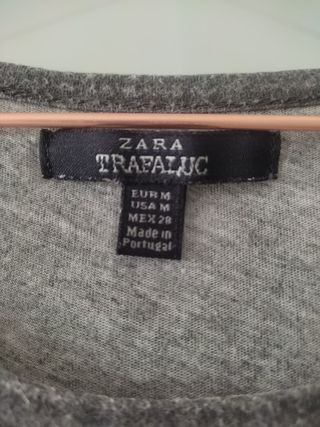 ZARA
TRAFALUC
EUR M
USA M
MEX 28
Made in
Portugal